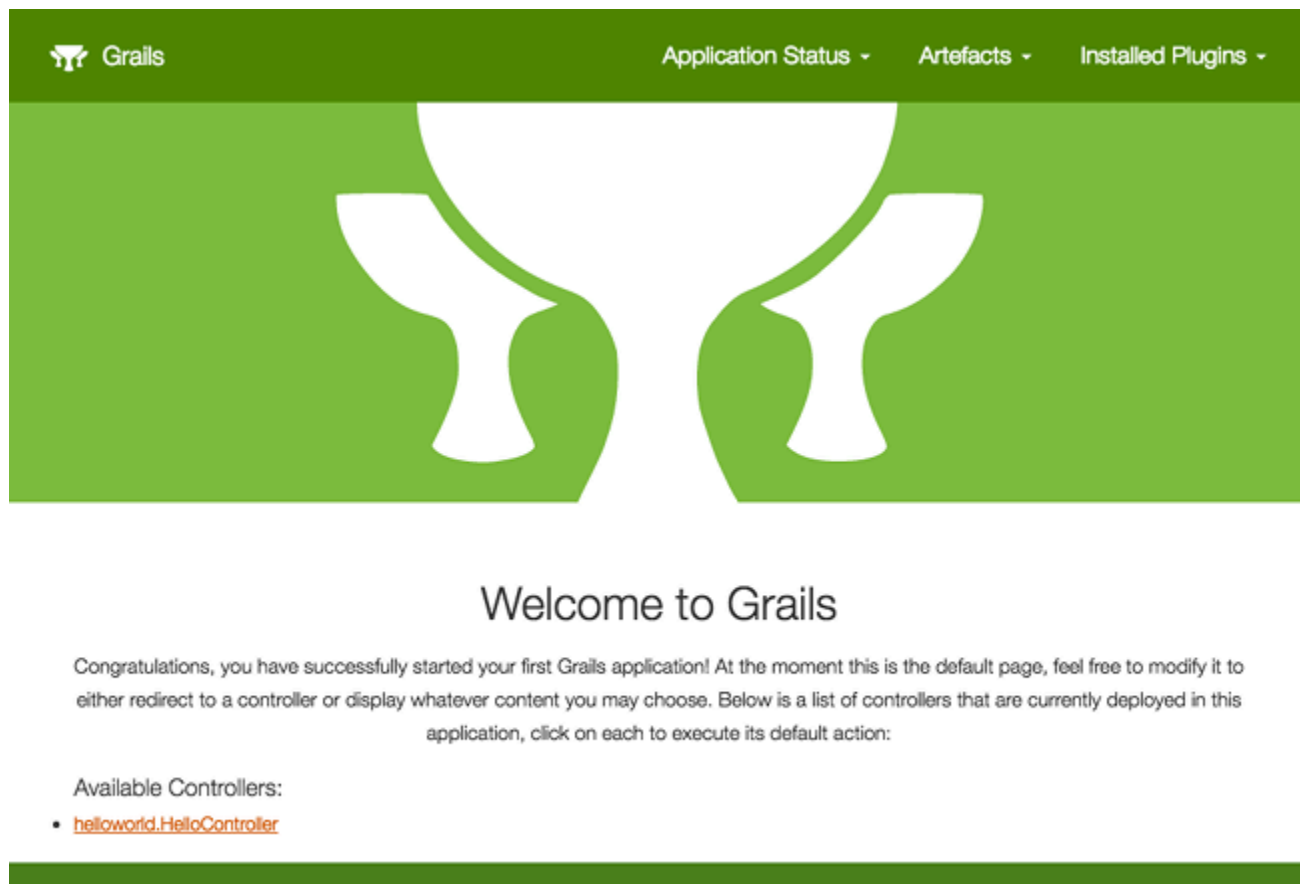 Grails
Application Status
Artefacts
Installed Plugins
Welcome to Grails
Congratulations, you have successfully started your first Grails application! At the moment this is the default page, feel free to modify it to
either redirect to a controller or display whatever content you may choose. Below is a list of controllers that are currently deployed in this
application, click on each to execute its default action:
Available Controllers:
helloworld.HelloController